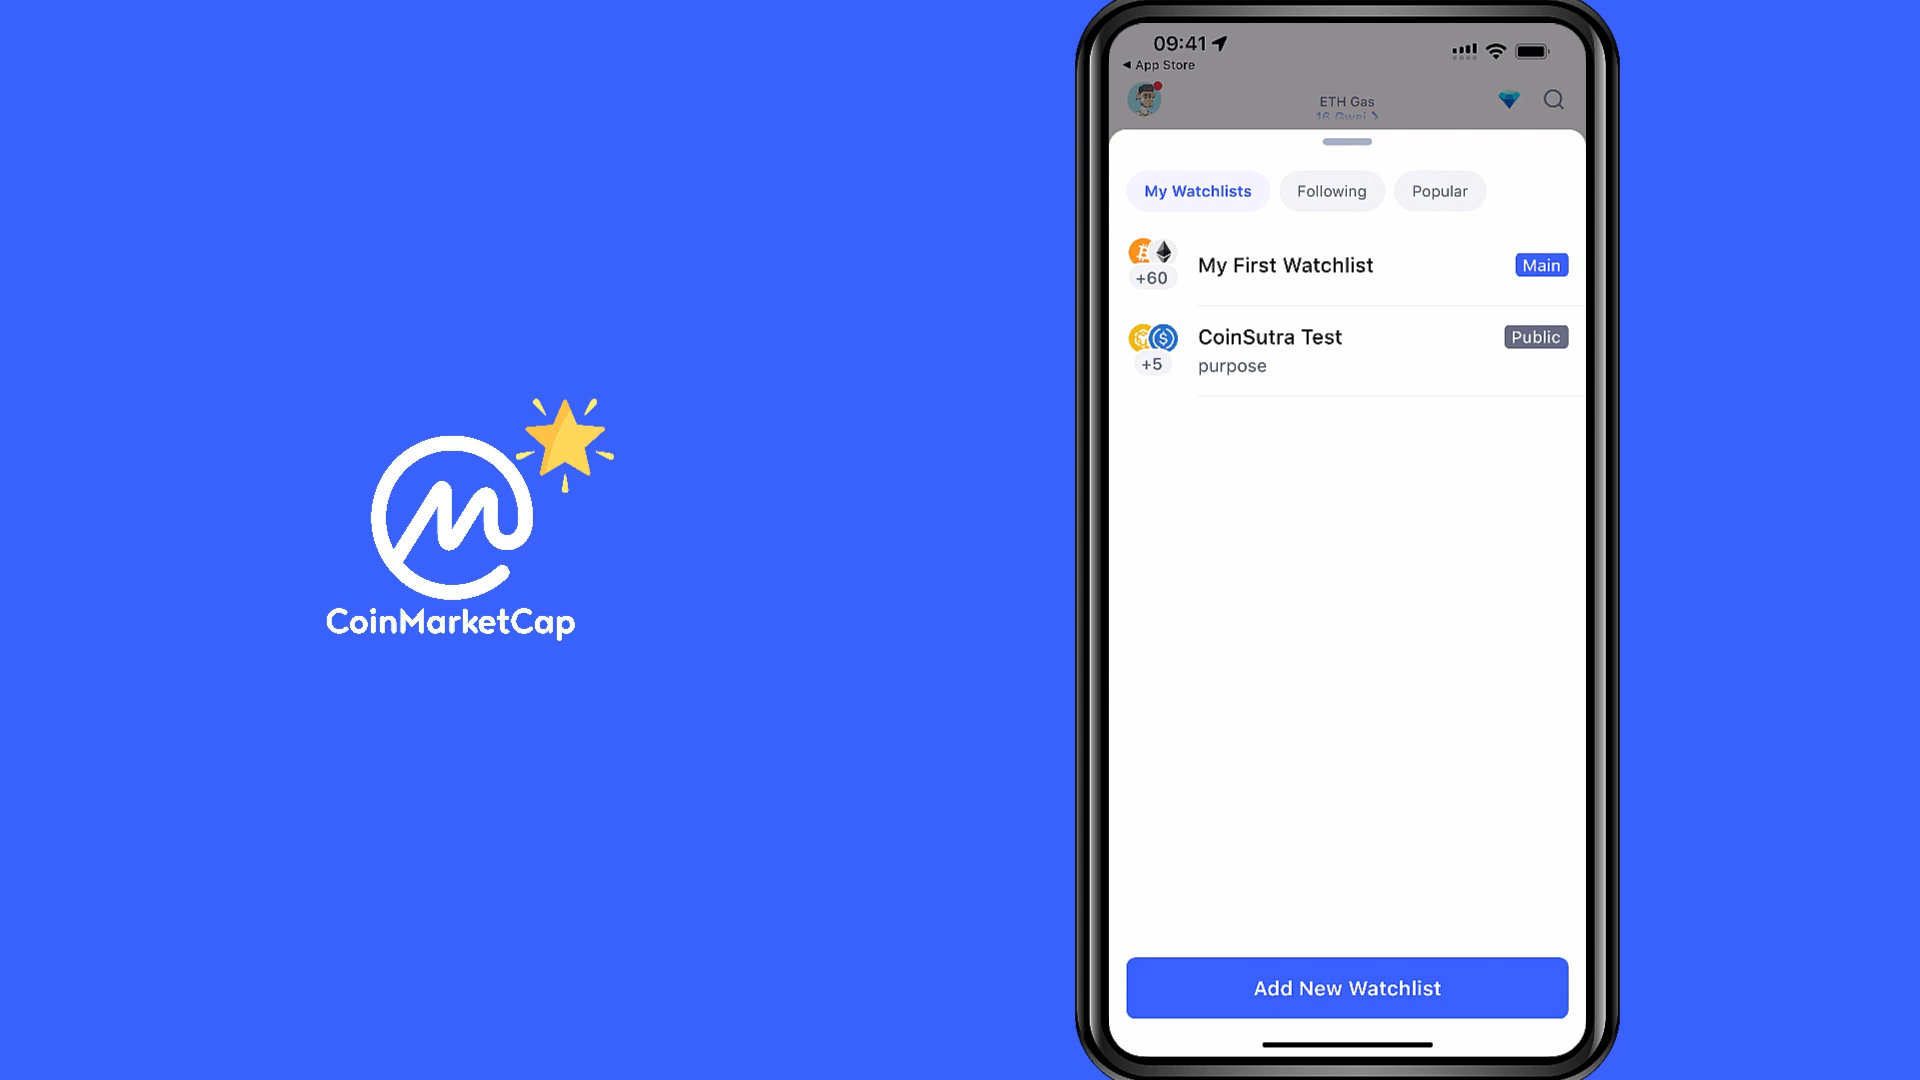 CoinMarketCap
09:41
◀ App Store
ETH Gas
16 Gwei >
My Watchlists
Following
Popular
+60
My First Watchlist
Main
+5
CoinSutra Test
Public
purpose
Add New Watchlist